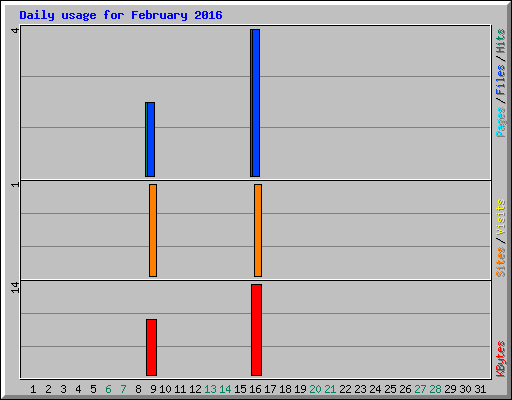 Daily usage for February 2016
4
Pages / Files / Hits
1
Sites / Visits
14
KBytes
1 2 3 4 5 6 7 8 9 10 11 12 13 14 15 16 17 18 19 20 21 22 23 24 25 26 27 28 29 30 31